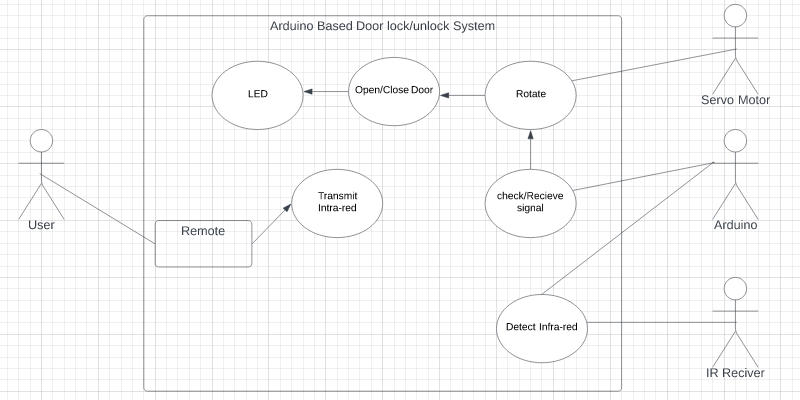 Arduino Based Door lock/unlock System
LED
Open/Close Door
Rotate
Servo Motor
User
Remote
Transmit
Infra-red
check/Recieve
signal
Arduino
Detect Infra-red
IR Reciver